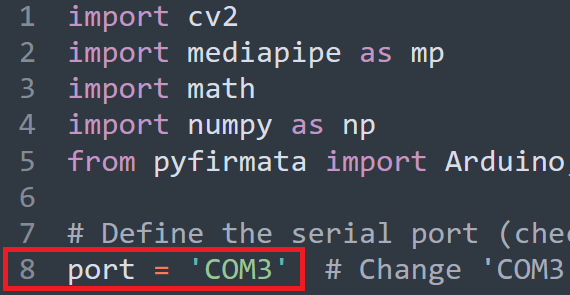 1 import cv2
2 import mediapipe as mp
3 import math
4 import numpy as np
5 from pyfirmata import Arduino,
6
7 # Define the serial port (chec
8 port = 'COM3' # Change 'COM3